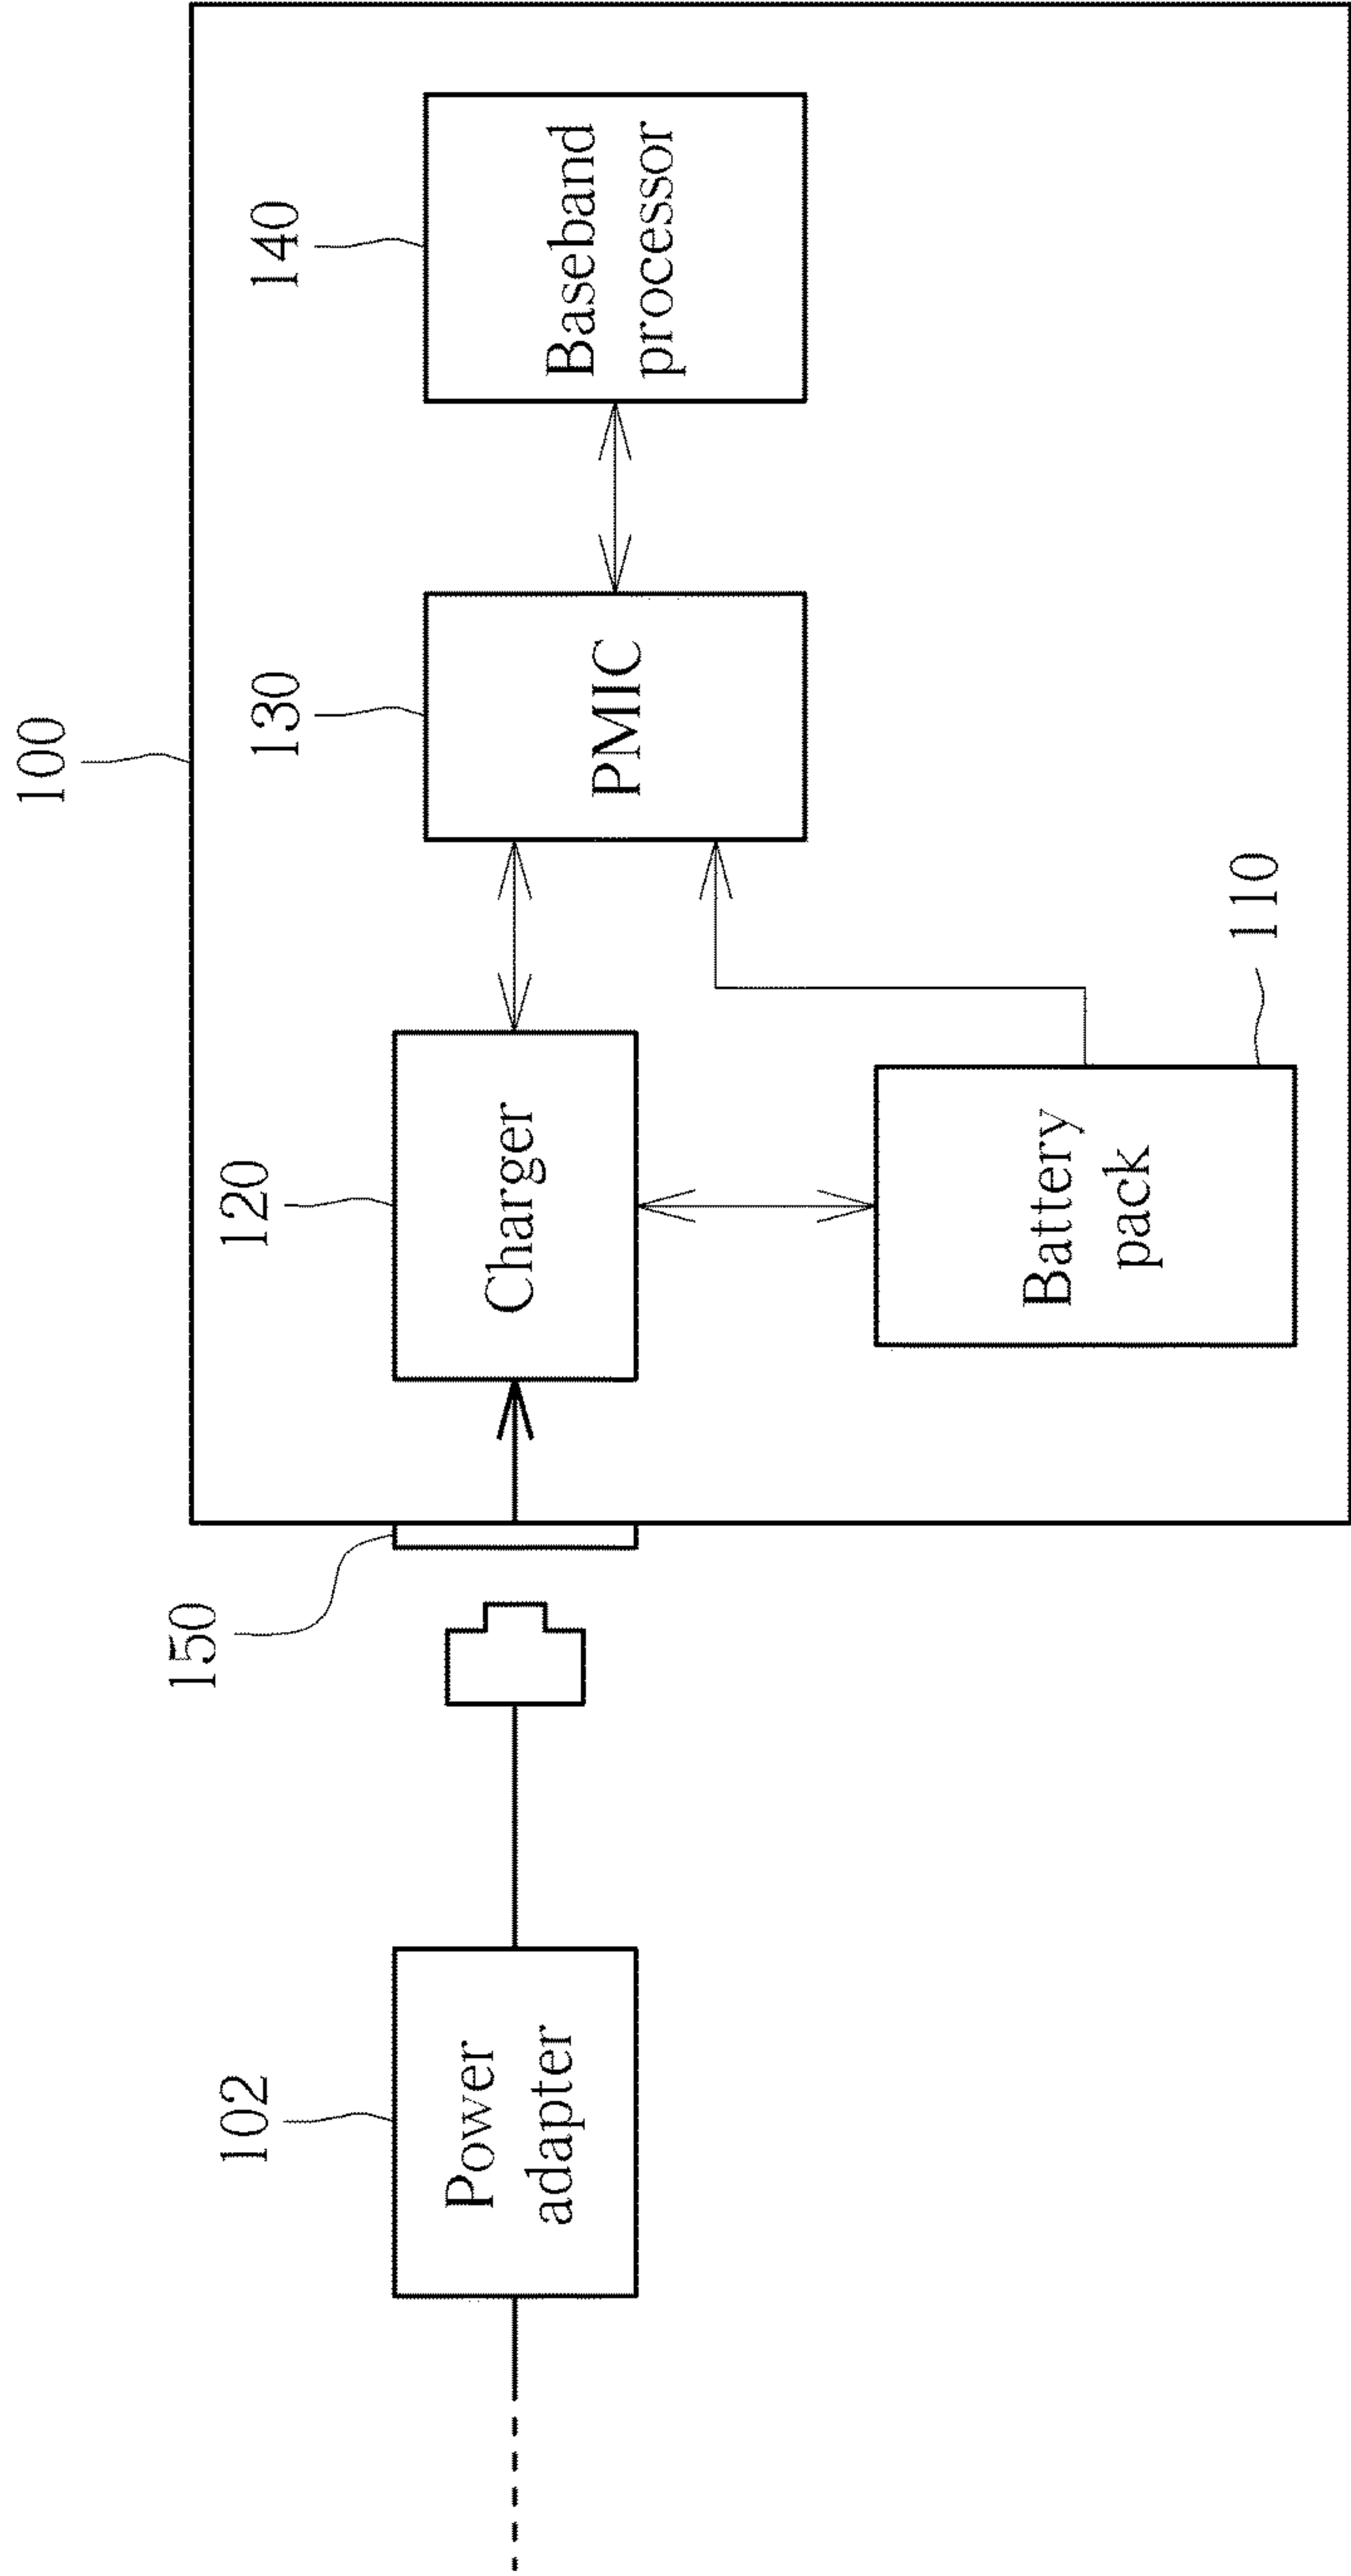 100
102
Power
adapter
150
120
Charger
130
PMIC
140
Baseband
processor
Battery
pack
110